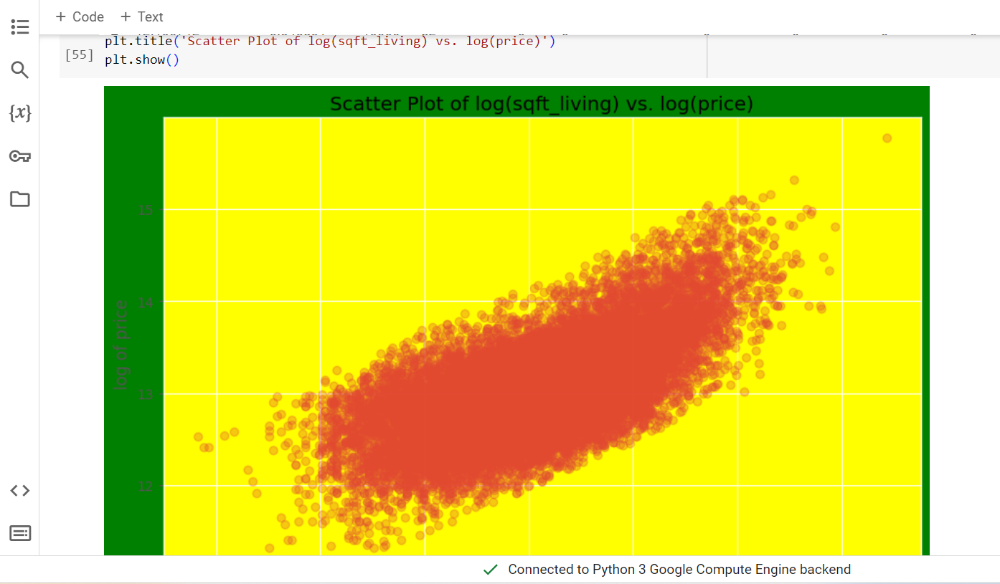 + Code + Text
plt.title('Scatter Plot of log(sqft_living) vs. log(price)')
[55]
plt.show()
{x}
Scatter Plot of log(sqft_living) vs. log(price)
15
14
log of price
13
12
Connected to Python 3 Google Compute Engine backend